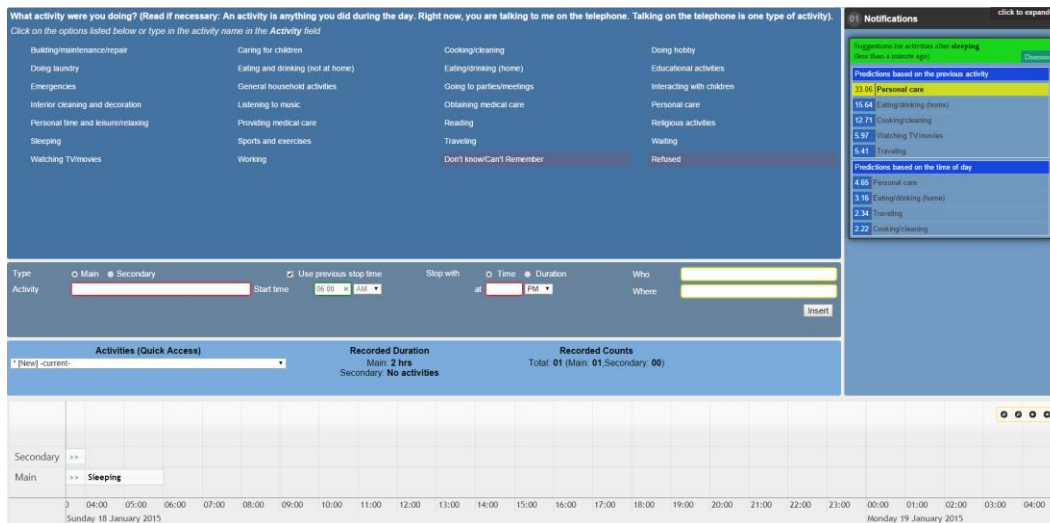 What activity were you doing? (Read if necessary: An activity is anything you did during the day. Right now, you are talking to me on the telephone. Talking on the telephone is one type of activity).
Click on the options listed below or type in the activity name in the Activity field
Building/maintenance/repair Caring for children Cooking/cleaning Doing hobby
Doing laundry Eating and drinking (not at home) Eating/drinking (home) Educational activities
Emergencies General household activities Going to parties/meetings Interacting with children
Interior cleaning and decoration Listening to music Obtaining medical care Personal care
Personal time and leisure/relaxing Providing medical care Reading Religious activities
Sleeping Sports and exercises Traveling Waiting
Watching TV/movies Working Don't know/Can't Remember Refused
click to expand
01 Notifications
Suggestions for activities after sleeping
(less than a minute ago) Dismiss
Predictions based on the previous activity
33.06 Personal care
15.64 Eating/drinking (home)
12.71 Cooking/cleaning
5.97 Watching TV/movies
5.41 Traveling
Predictions based on the time of day
4.65 Personal care
3.16 Eating/drinking (home)
2.34 Traveling
2.22 Cooking/cleaning
Type Main Secondary Use previous stop time Stop with Time Duration Who
Activity Start time 06:00 × AM at PM Where
Insert
Activities (Quick Access) Recorded Duration Recorded Counts
* [New] -current- Main: 2 hrs Total: 01 (Main: 01,Secondary: 00)
Secondary: No activities
Secondary >>
Main >> Sleeping
04:00 05:00 06:00 07:00 08:00 09:00 10:00 11:00 12:00 13:00 14:00 15:00 16:00 17:00 18:00 19:00 20:00 21:00 22:00 23:00 00:00 01:00 02:00 03:00 04:00
Sunday 18 January 2015 Monday 19 January 2015